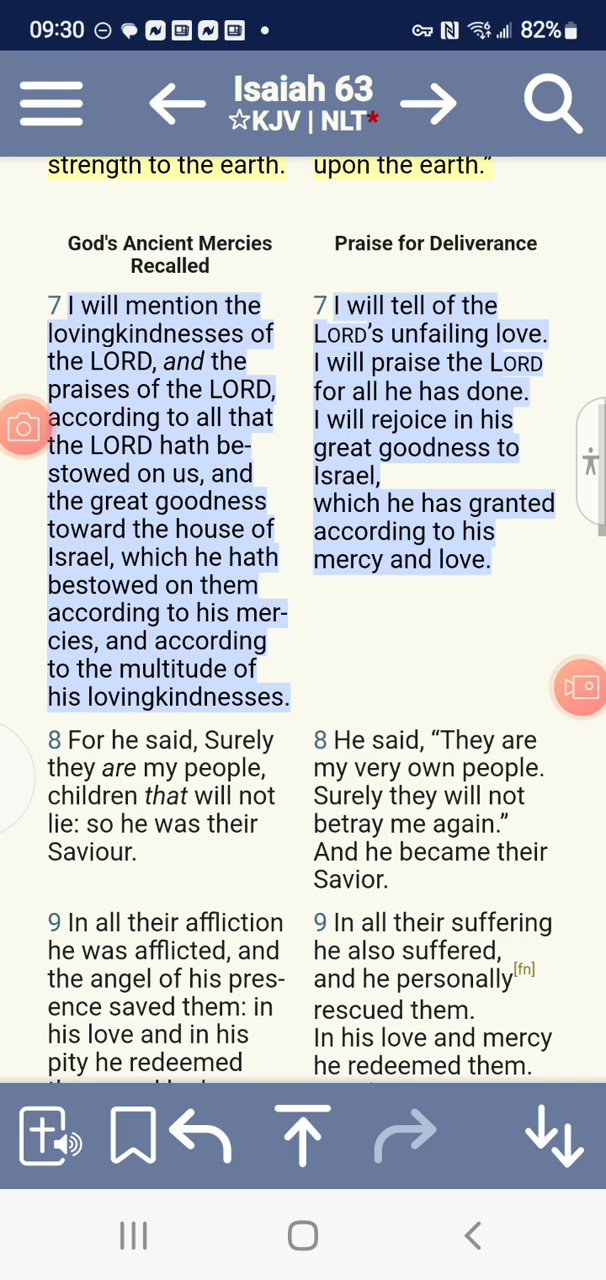 09:30
82%
Isaiah 63
☆KJV | NLT*
strength to the earth.
God's Ancient Mercies
Recalled
7 I will mention the
lovingkindnesses of
the LORD, and the
praises of the LORD,
according to all that
the LORD hath be-
stowed on us, and
the great goodness
toward the house of
Israel, which he hath
bestowed on them
according to his mer-
cies, and according
to the multitude of
his lovingkindnesses.
8 For he said, Surely
they are my people,
children that will not
lie: so he was their
Saviour.
9 In all their affliction
he was afflicted, and
the angel of his pres-
ence saved them: in
his love and in his
pity he redeemed
upon the earth.”
Praise for Deliverance
7 I will tell of the
LORD’s unfailing love.
I will praise the LORD
for all he has done.
I will rejoice in his
great goodness to
Israel,
which he has granted
according to his
mercy and love.
8 He said, “They are
my very own people.
Surely they will not
betray me again.”
And he became their
Savior.
9 In all their suffering
he also suffered,
and he personally[fn]
rescued them.
In his love and mercy
he redeemed them.